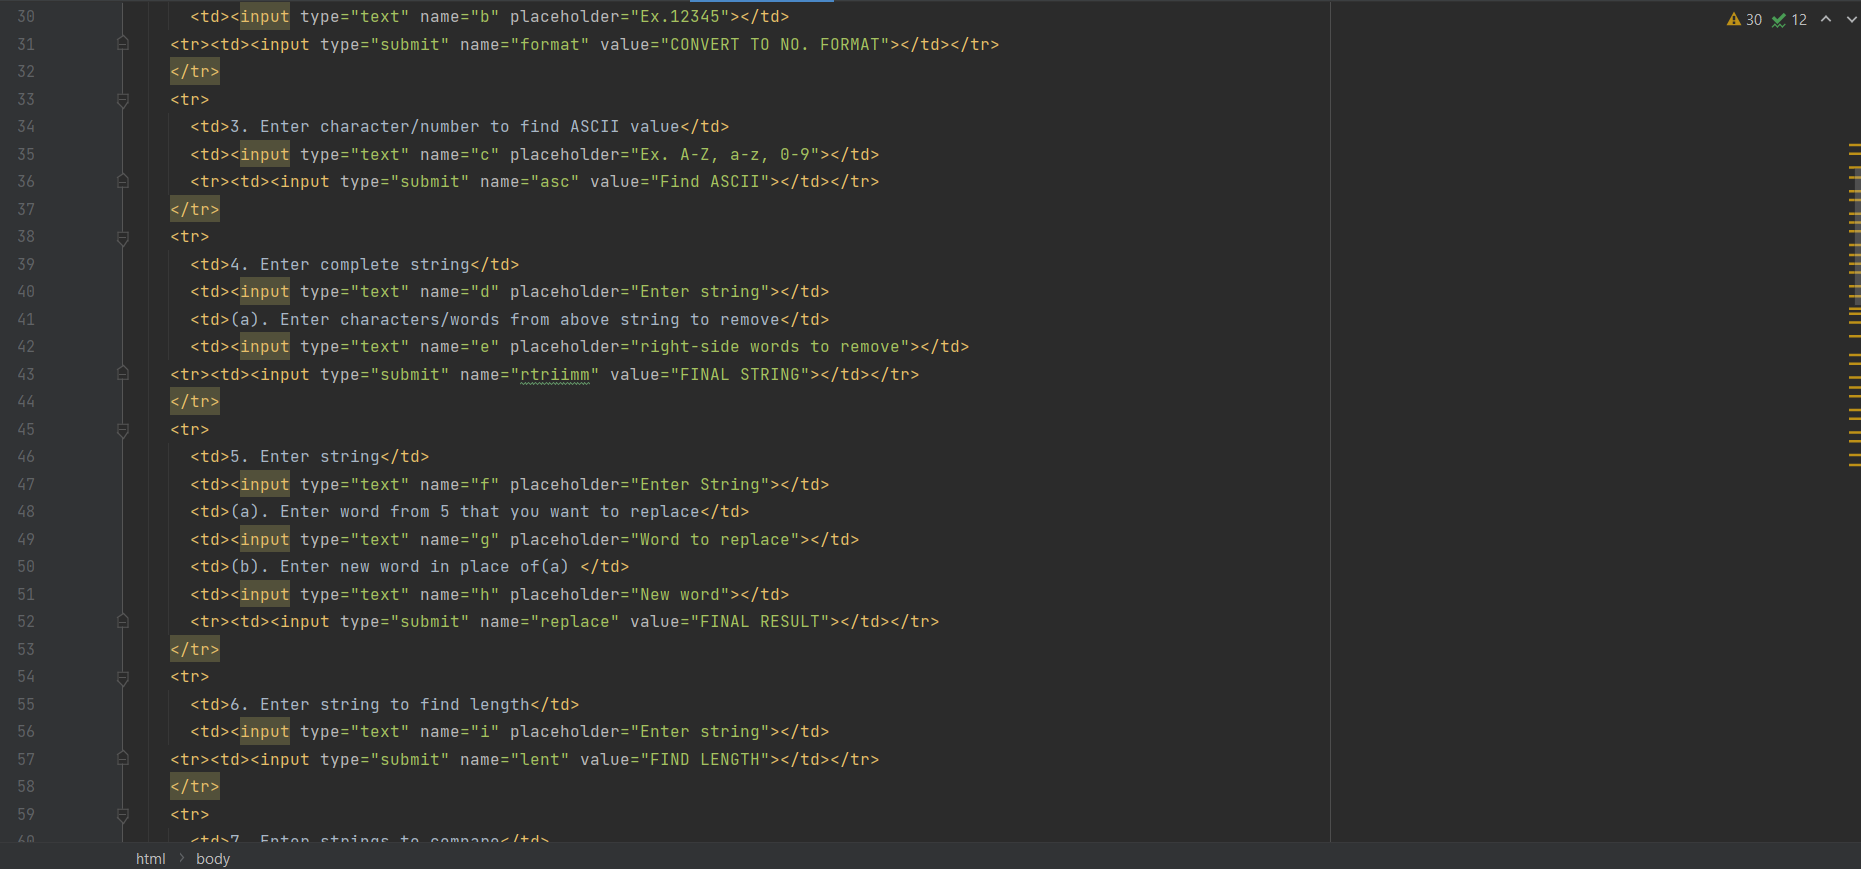 30 <td><input type="text" name="b" placeholder="Ex.12345"></td>
30 12
31 <tr><td><input type="submit" name="format" value="CONVERT TO NO. FORMAT"></td></tr>
32 </tr>
33 <tr>
34 <td>3. Enter character/number to find ASCII value</td>
35 <td><input type="text" name="c" placeholder="Ex. A-Z, a-z, 0-9"></td>
36 <tr><td><input type="submit" name="asc" value="Find ASCII"></td></tr>
37 </tr>
38 <tr>
39 <td>4. Enter complete string</td>
40 <td><input type="text" name="d" placeholder="Enter string"></td>
41 <td>(a). Enter characters/words from above string to remove</td>
42 <td><input type="text" name="e" placeholder="right-side words to remove"></td>
43 <tr><td><input type="submit" name="rtriimm" value="FINAL STRING"></td></tr>
44 </tr>
45 <tr>
46 <td>5. Enter string</td>
47 <td><input type="text" name="f" placeholder="Enter String"></td>
48 <td>(a). Enter word from 5 that you want to replace</td>
49 <td><input type="text" name="g" placeholder="Word to replace"></td>
50 <td>(b). Enter new word in place of(a) </td>
51 <td><input type="text" name="h" placeholder="New word"></td>
52 <tr><td><input type="submit" name="replace" value="FINAL RESULT"></td></tr>
53 </tr>
54 <tr>
55 <td>6. Enter string to find length</td>
56 <td><input type="text" name="i" placeholder="Enter string"></td>
57 <tr><td><input type="submit" name="lent" value="FIND LENGTH"></td></tr>
58 </tr>
59 <tr>
60 <td>7. Enter strings to compare</td>
html > body